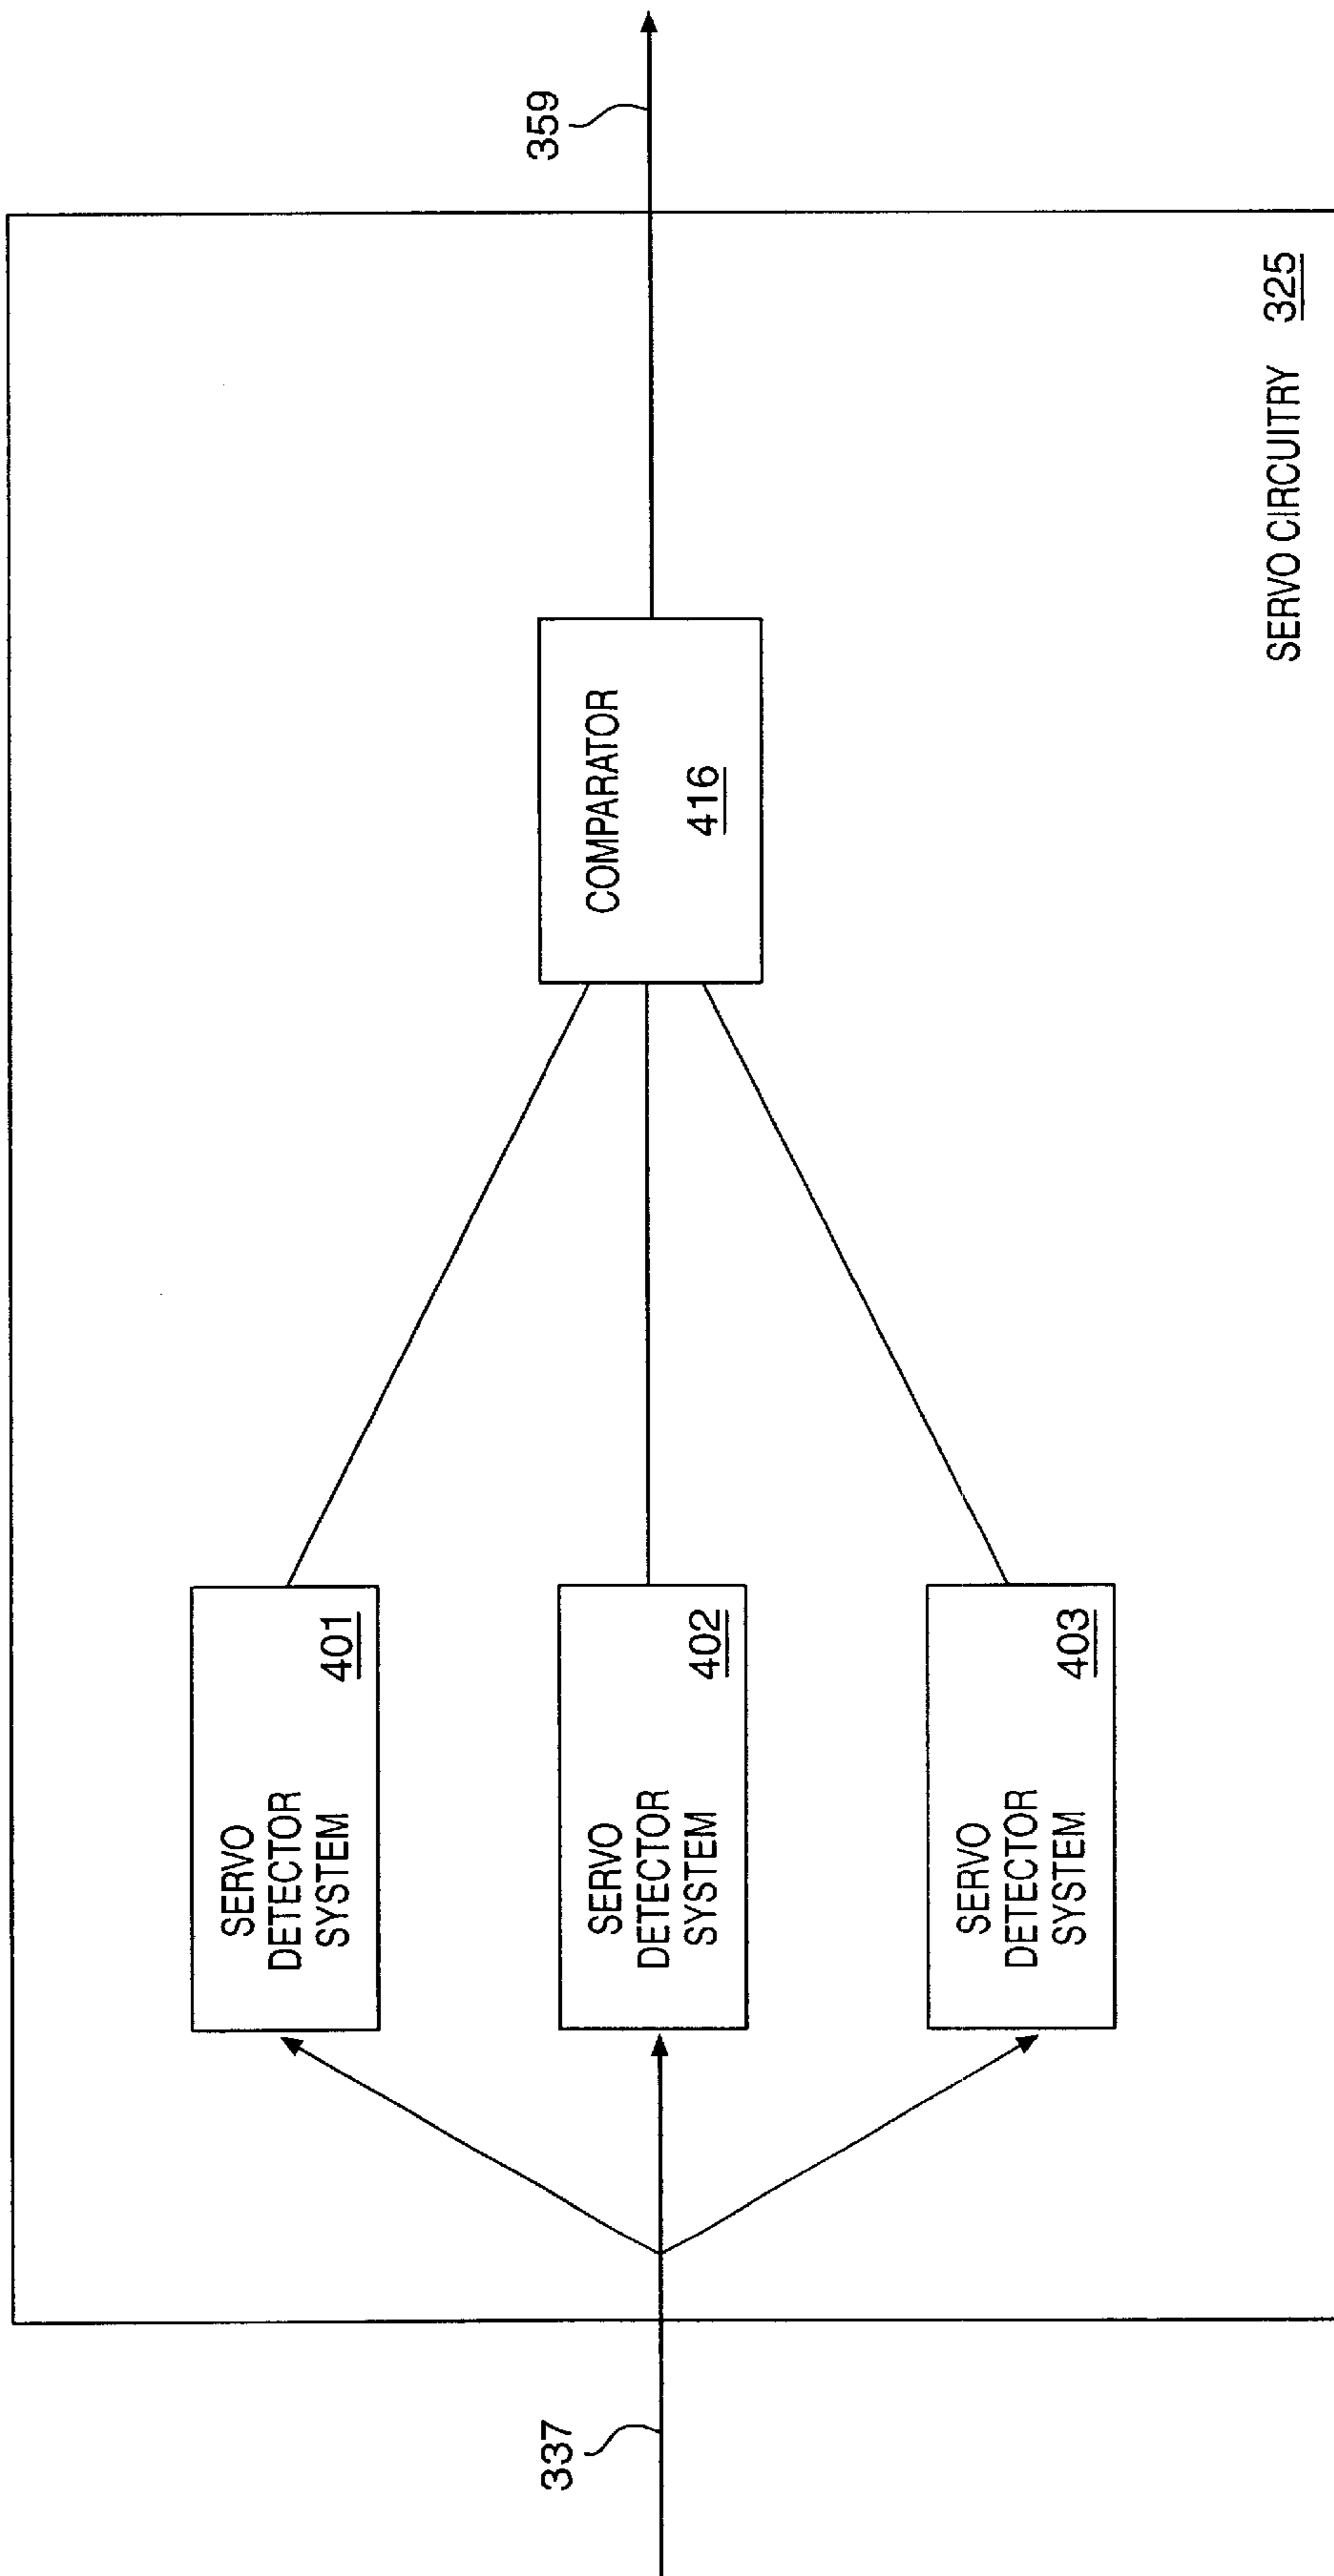 337
SERVO
DETECTOR
SYSTEM
401
SERVO
DETECTOR
SYSTEM
402
SERVO
DETECTOR
SYSTEM
403
COMPARATOR
416
359
SERVO CIRCUITRY 325